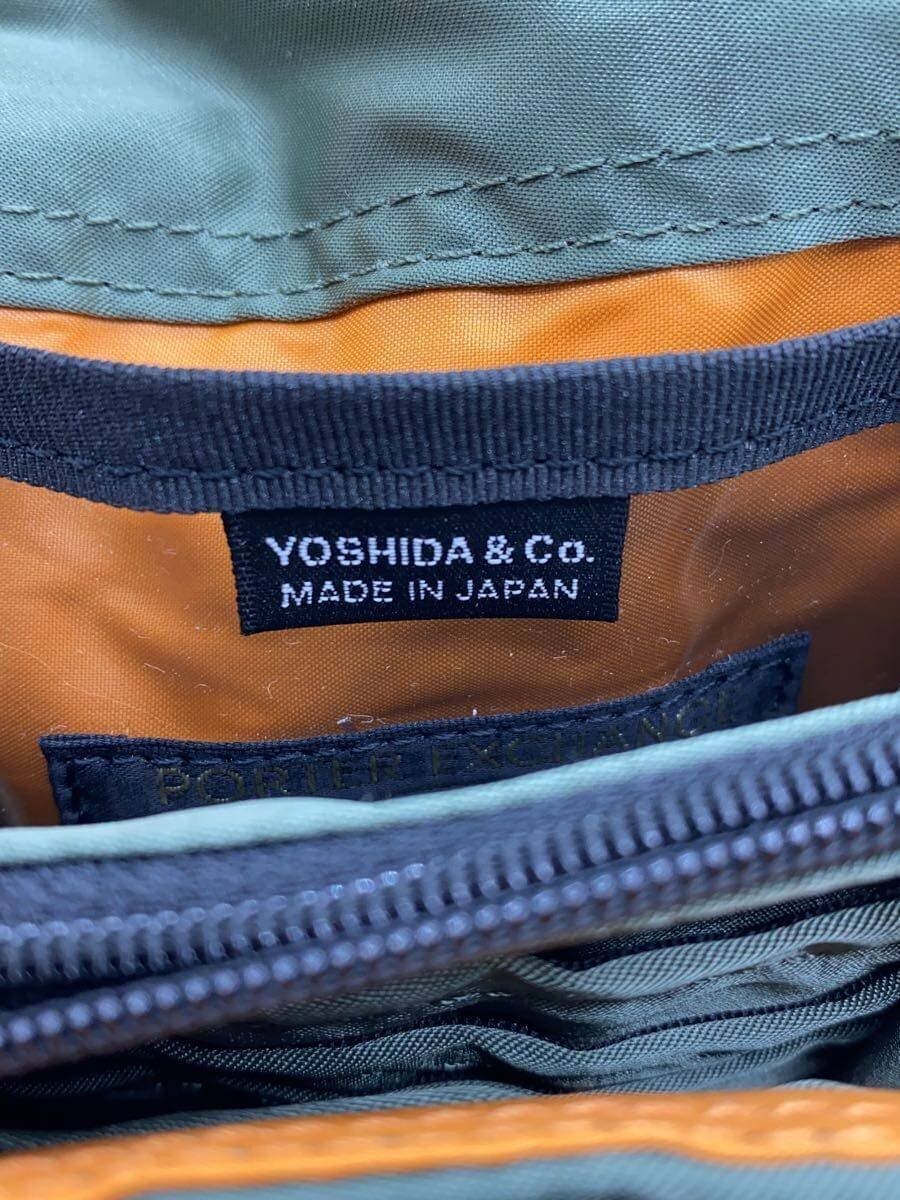 YOSHIDA & Co.
MADE IN JAPAN
PORTER EXCHANGE